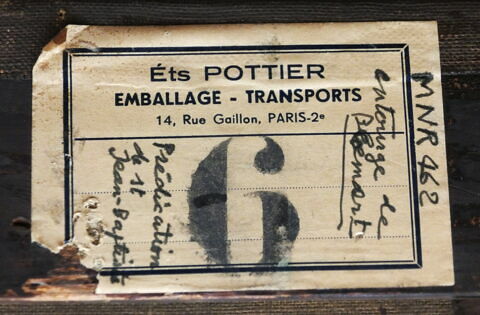 Éts POTTIER
EMBALLAGE - TRANSPORTS
14, Rue Gaillon, PARIS-2e
6
Prédication
de St
Jean-Baptiste
entourage de
MNR 462